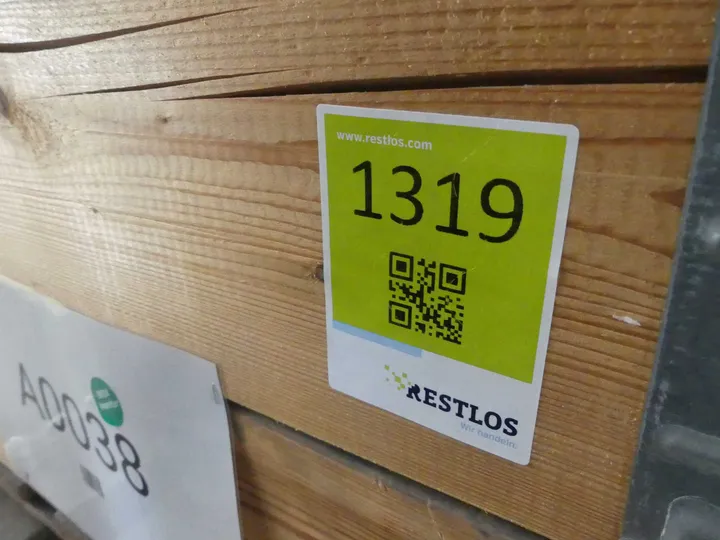 www.restlos.com
1319
RESTLOS
Wir handeln.
A0038